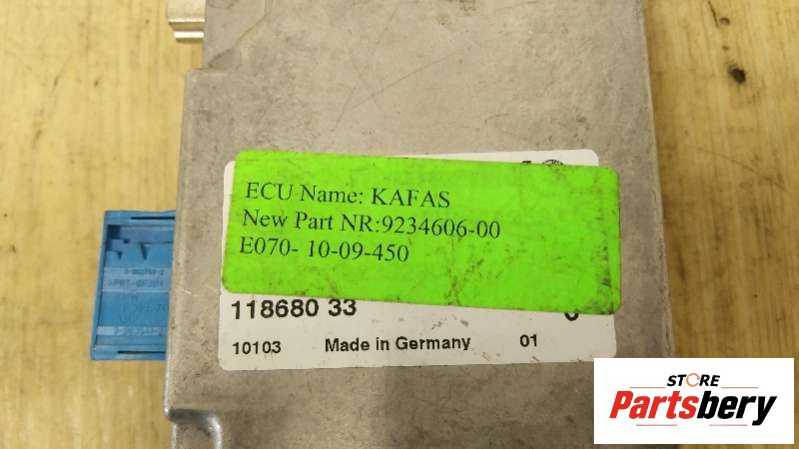 ECU Name: KAFAS
New Part NR:9234606-00
E070- 10-09-450
118680 33
10103 Made in Germany 01
STORE
Partsbery